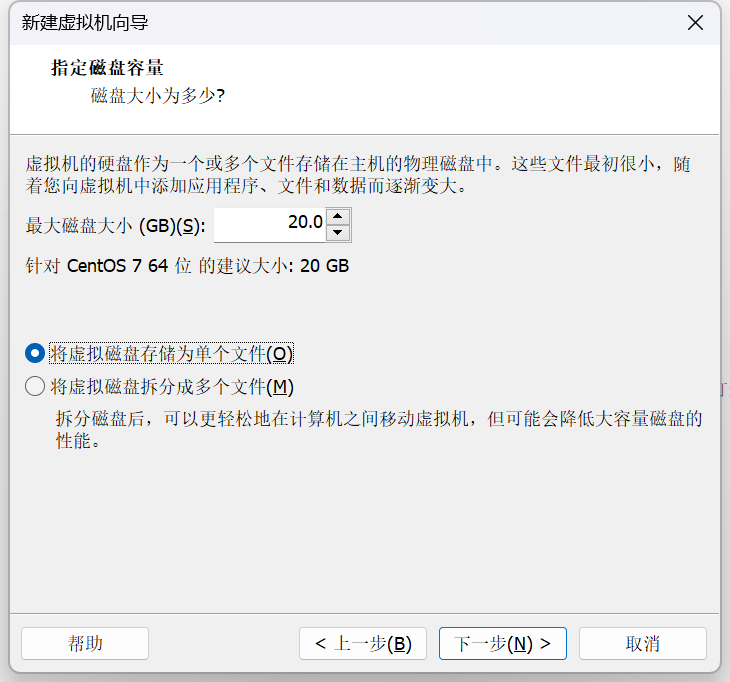 新建虚拟机向导
指定磁盘容量
磁盘大小为多少?
虚拟机的硬盘作为一个或多个文件存储在主机的物理磁盘中。这些文件最初很小，随
着您向虚拟机中添加应用程序、文件和数据而逐渐变大。
最大磁盘大小 (GB)(S): 20.0
针对 CentOS 7 64 位 的建议大小: 20 GB
将虚拟磁盘存储为单个文件(O)
将虚拟磁盘拆分成多个文件(M)
拆分磁盘后，可以更轻松地在计算机之间移动虚拟机，但可能会降低大容量磁盘的
性能。
帮助 < 上一步(B) 下一步(N) > 取消